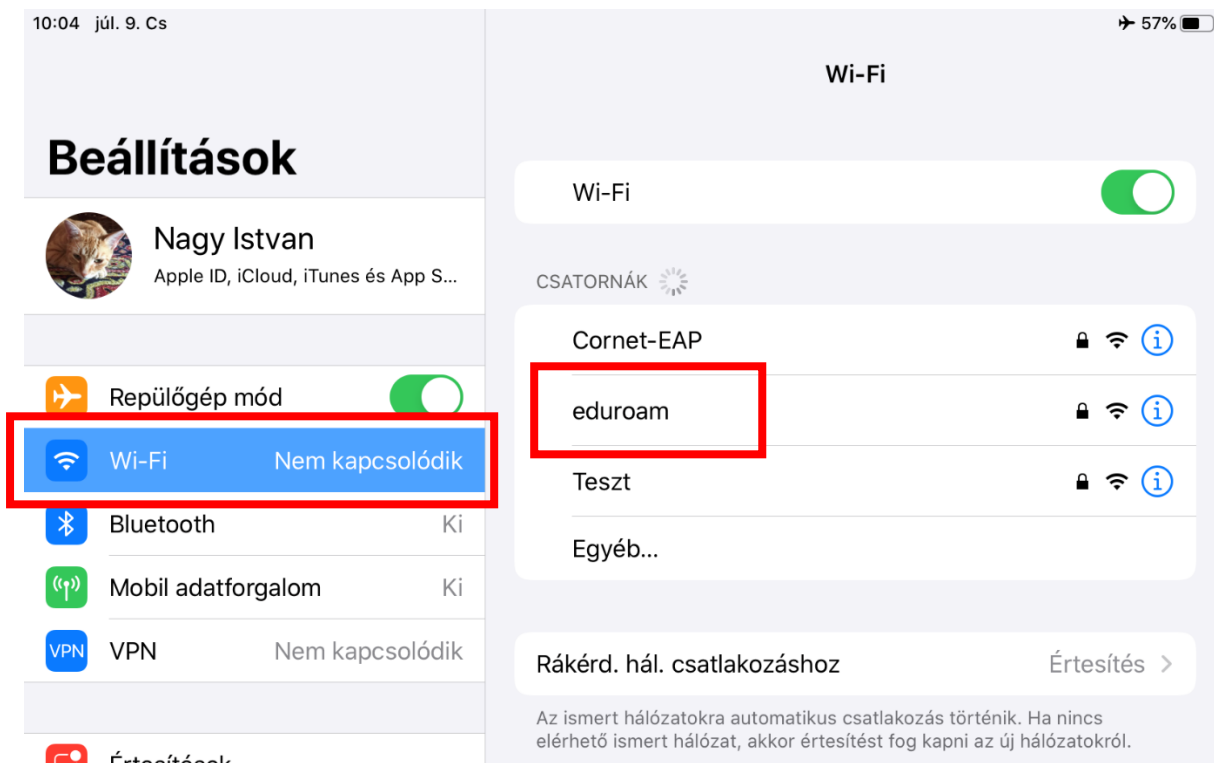 10:04 júl. 9. Cs
57%
Beállítások
Nagy Istvan
Apple ID, iCloud, iTunes és App S...
Repülőgép mód
Wi-Fi Nem kapcsolódik
Bluetooth Ki
Mobil adatforgalom Ki
VPN VPN Nem kapcsolódik
Értesítések
Wi-Fi
Wi-Fi
CSATORNÁK
Cornet-EAP
eduroam
Teszt
Egyéb...
Rákérd. hál. csatlakozáshoz Értesítés
Az ismert hálózatokra automatikus csatlakozás történik. Ha nincs
elérhető ismert hálózat, akkor értesítést fog kapni az új hálózatokról.